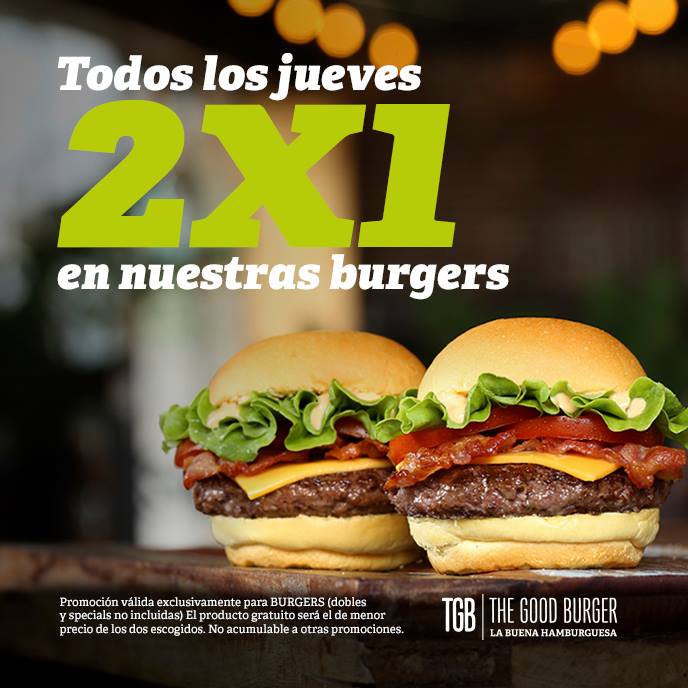 Todos los jueves
2X1
en nuestras burgers
Promoción válida exclusivamente para BURGERS (dobles
y specials no incluidas) El producto gratuito será el de menor
precio de los dos escogidos. No acumulable a otras promociones.
TGB THE GOOD BURGER
LA BUENA HAMBURGUESA